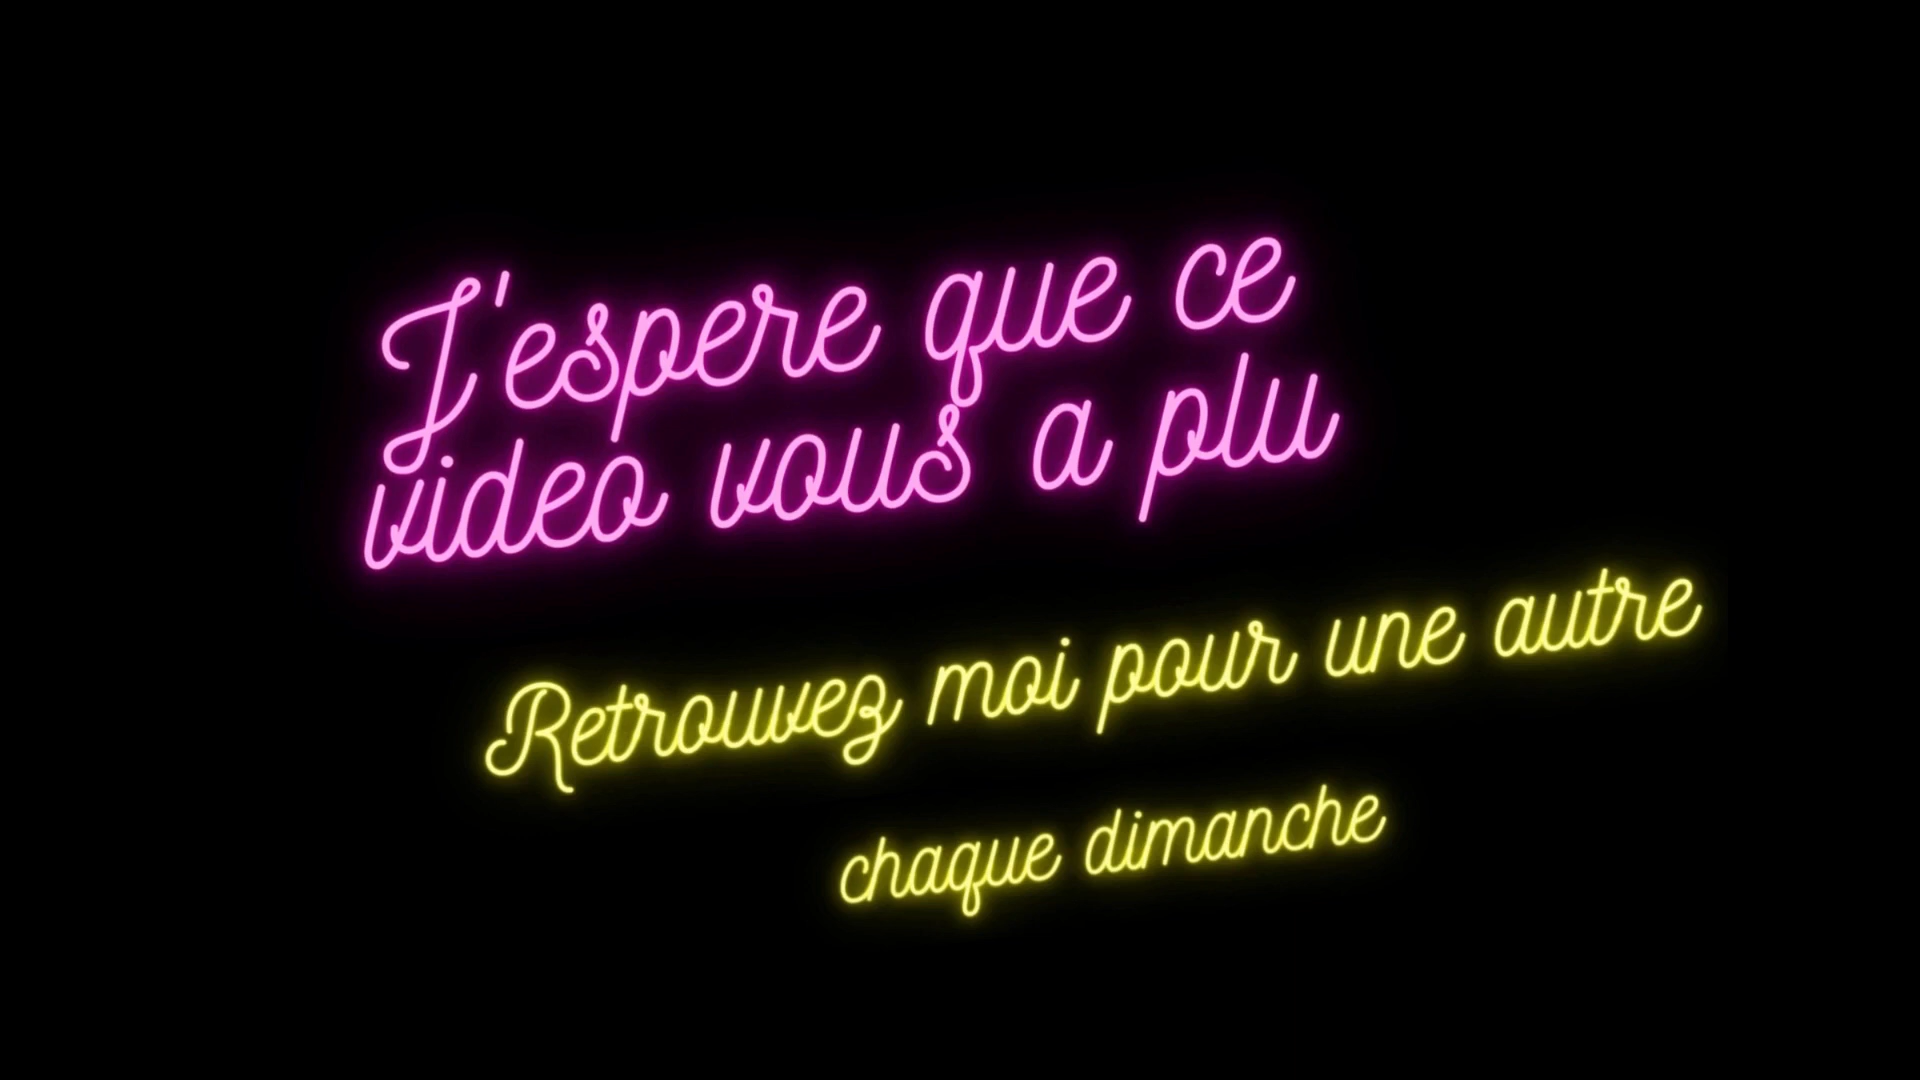 J'espere que ce
video vous a plu
Retrouvez moi pour une autre
chaque dimanche